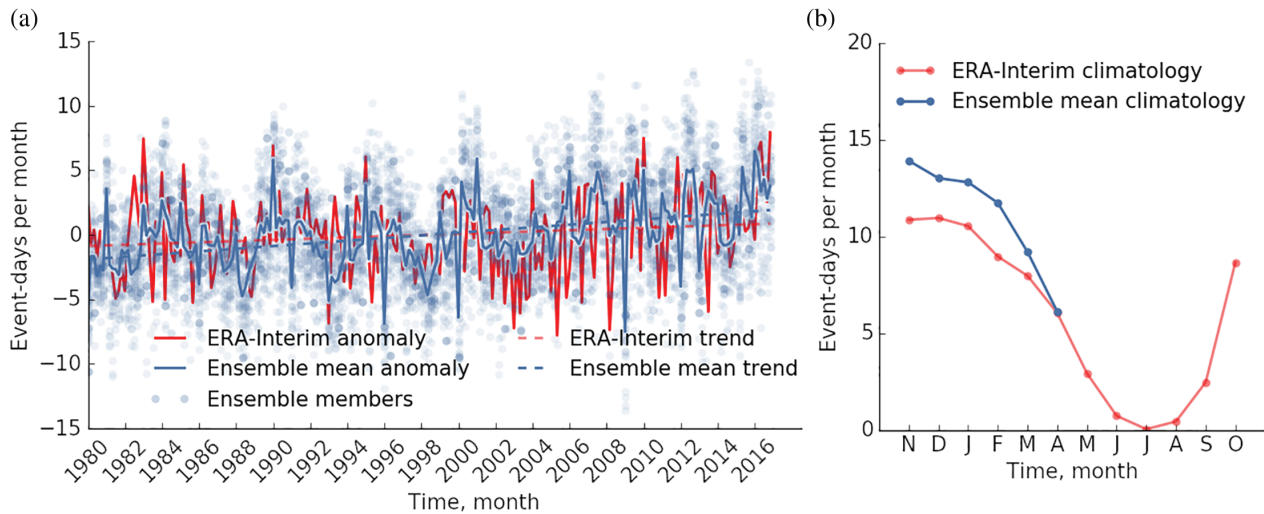 (a)
15
10
5
0
−5
−10
−15
Event-days per month
ERA-Interim anomaly
Ensemble mean anomaly
Ensemble members
ERA-Interim trend
Ensemble mean trend
1980 1982 1984 1986 1988 1990 1992 1994 1996 1998 2000 2002 2004 2006 2008 2010 2012 2014 2016
Time, month
(b)
20
15
10
5
0
Event-days per month
ERA-Interim climatology
Ensemble mean climatology
N D J F M A M J J A S O
Time, month